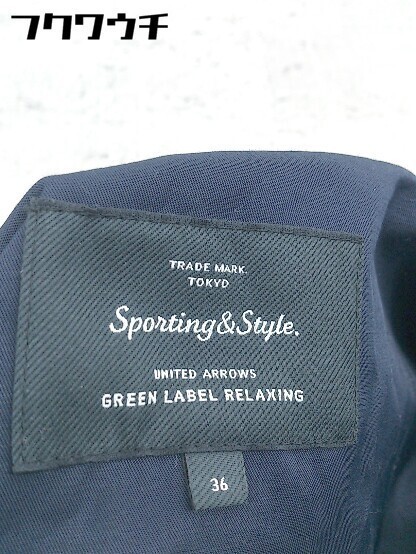 フクワウチ
TRADE MARK.
TOKYO
Sporting&Style.
UNITED ARROWS
GREEN LABEL RELAXING
36